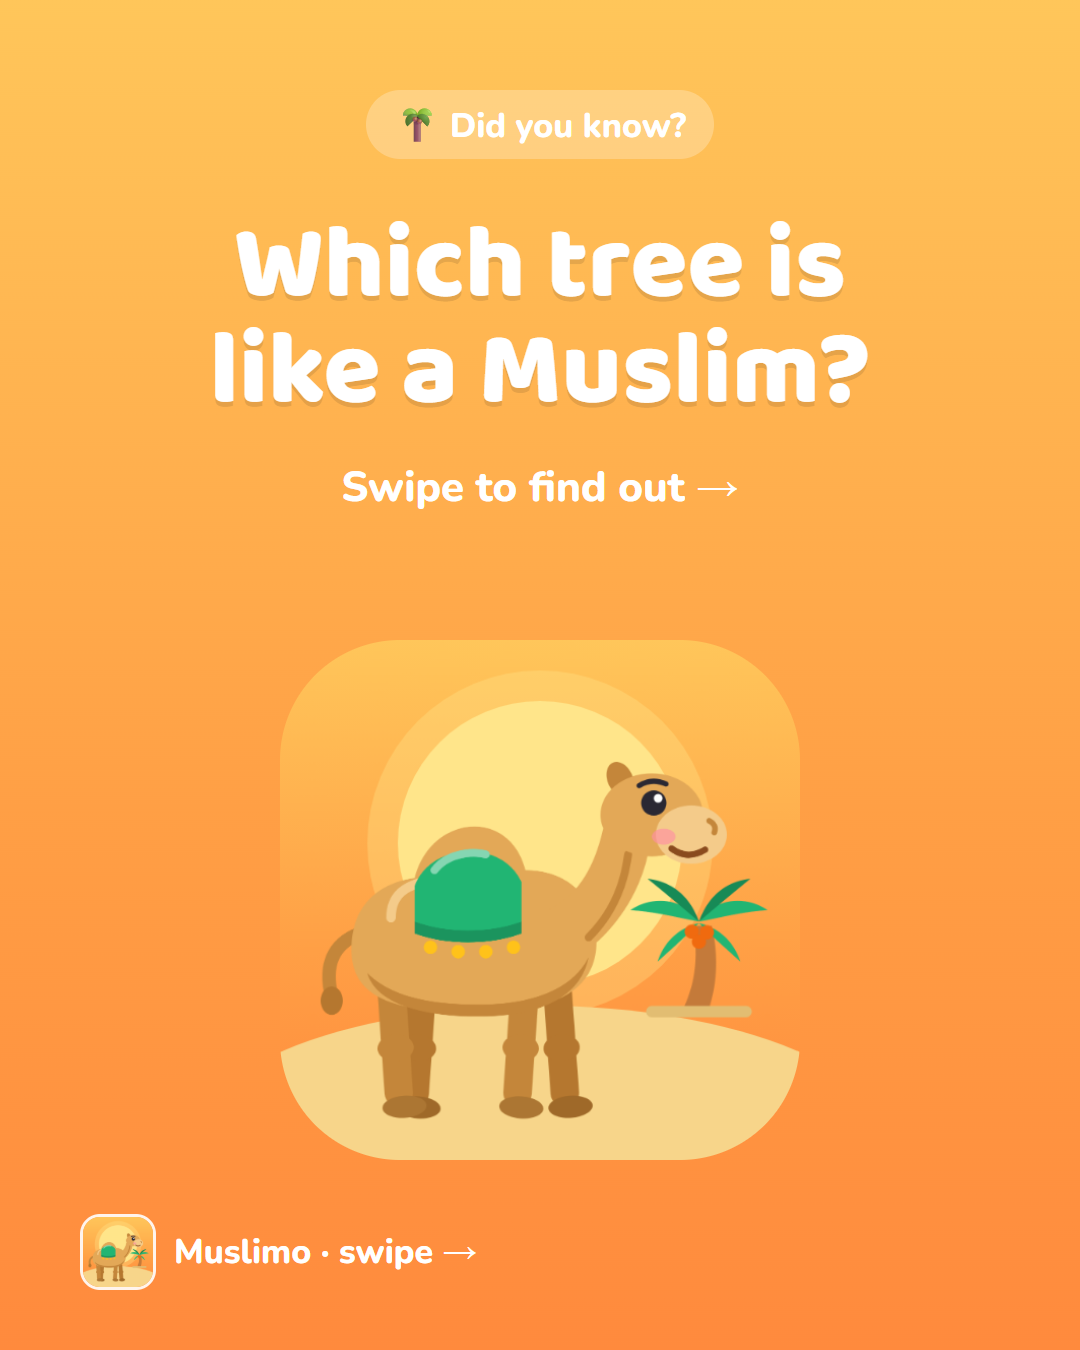 Did you know?
Which tree is
like a Muslim?
Swipe to find out →
Muslimo · swipe →